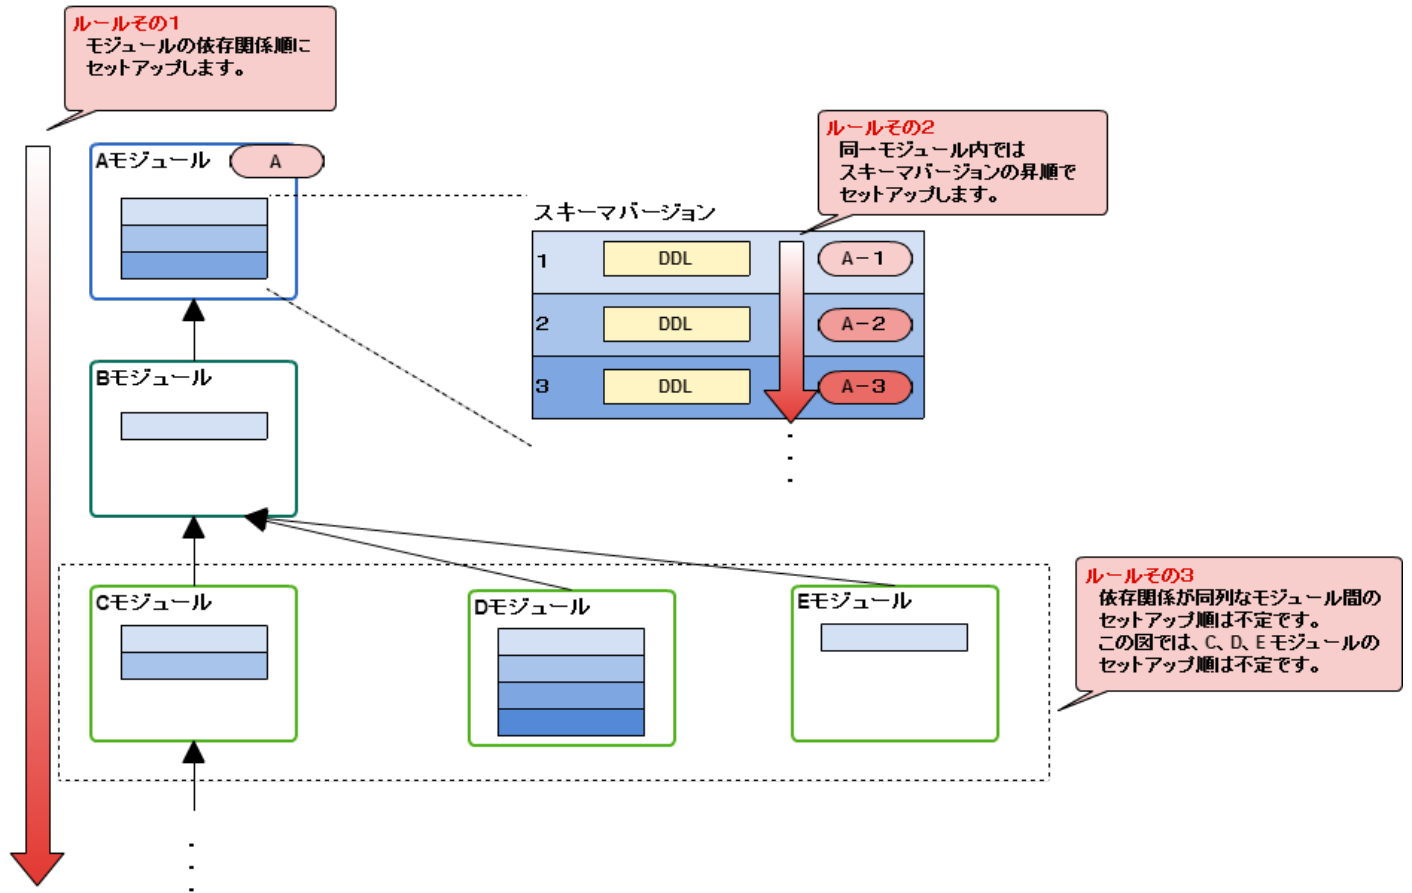 ルールその1
モジュールの依存関係順に
セットアップします。
ルールその2
同一モジュール内では
スキーマバージョンの昇順で
セットアップします。
Aモジュール
A
スキーマバージョン
1
DDL
A-1
2
DDL
A-2
3
DDL
A-3
Bモジュール
Cモジュール
Dモジュール
Eモジュール
ルールその3
依存関係が同列なモジュール間の
セットアップ順は不定です。
この図では、C、D、Eモジュールの
セットアップ順は不定です。